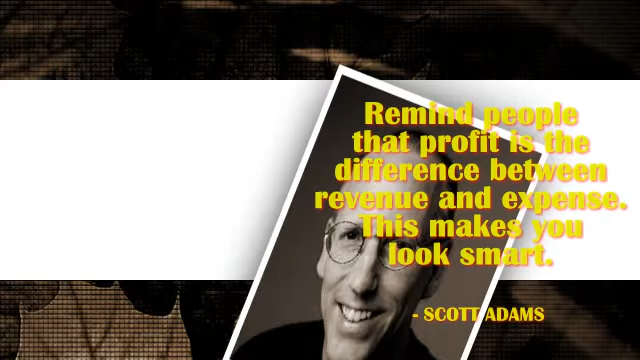 Remind people
that profit is the
difference between
revenue and expense.
This makes you
look smart.
- SCOTT ADAMS